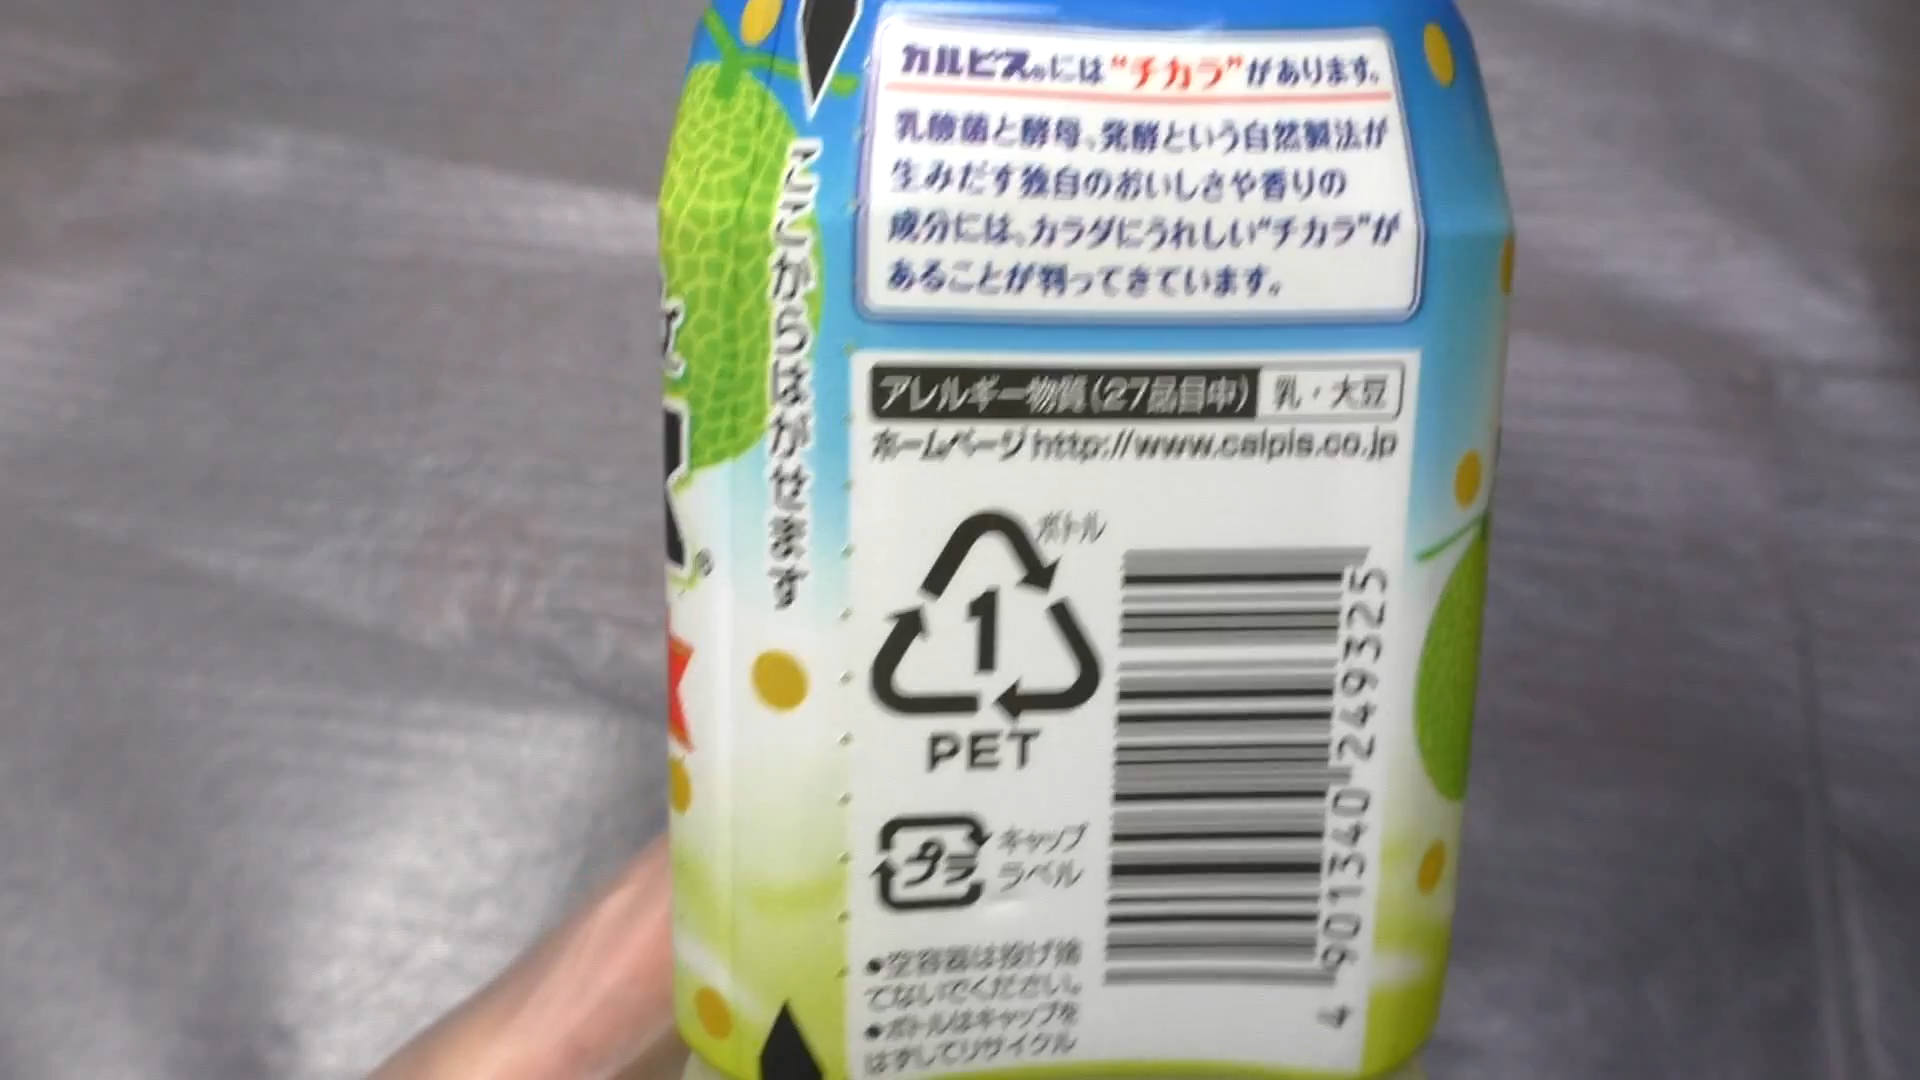 カルピス®には“チカラ”があります。
乳酸菌と酵母、発酵という自然製法が
生みだす独自のおいしさや香りの
成分には、カラダにうれしい“チカラ”が
あることが判ってきています。
ここからはがせます
アレルギー物質(27品目中) 乳・大豆
ホームページ http://www.calpis.co.jp
ボトル
1
PET
プラ
キャップ
ラベル
4 901340 249325
●空容器は投げ捨
てないでください。
●ボトルはキャップを
はずしてリサイクル